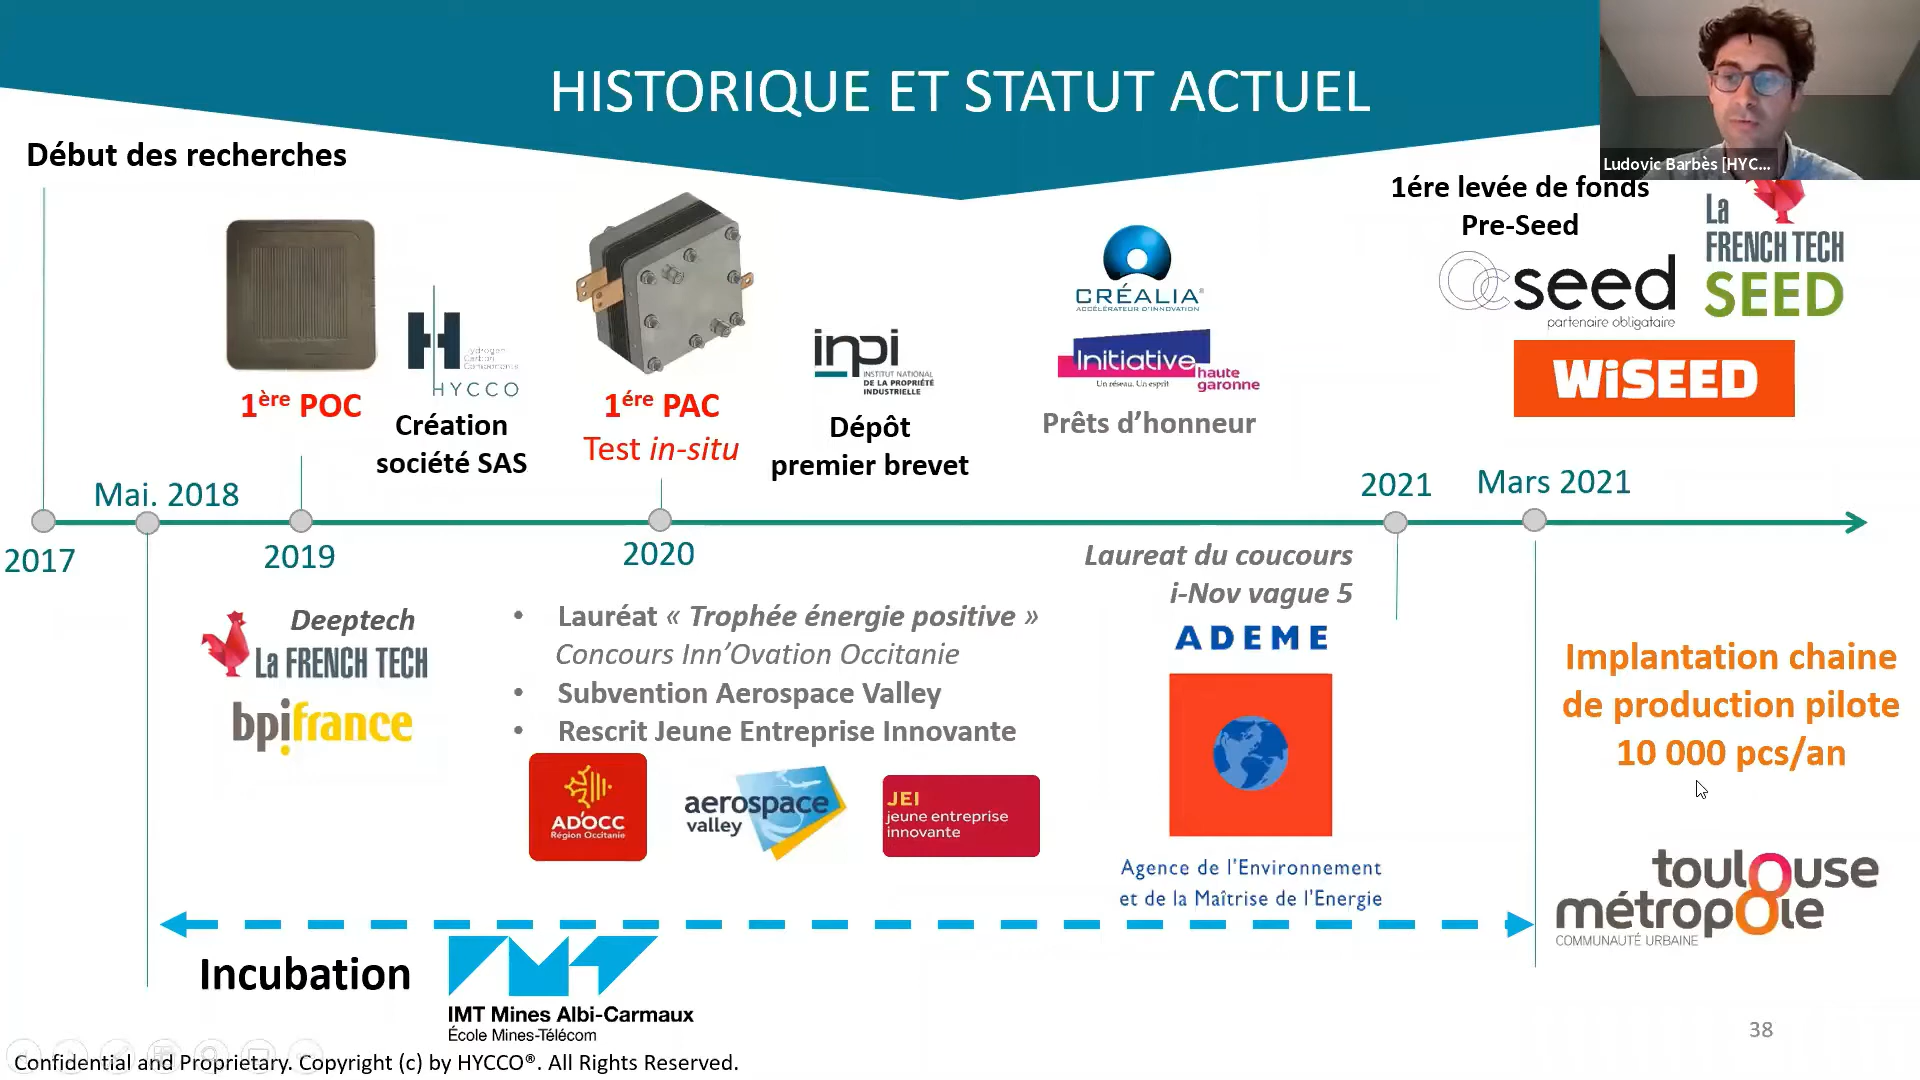 HISTORIQUE ET STATUT ACTUEL
Ludovic Barbès [HYC...
Début des recherches
1ére levée de fonds
Pre-Seed
La
FRENCH TECH
SEED
seed
partenaire obligataire
WiSEED
CRÉALIA
ACCÉLÉRATEUR D'INNOVATION
Initiative
haute
garonne
Un réseau. Un esprit
Prêts d’honneur
inpi
INSTITUT NATIONAL
DE LA PROPRIÉTÉ
INDUSTRIELLE
Dépôt
premier brevet
1ére PAC
Test in-situ
Hydrogen
Carbon
Components
HYCCO
Création
société SAS
1ère POC
Mai. 2018
2021
Mars 2021
2017
2019
2020
Deeptech
La FRENCH TECH
bpifrance
• Lauréat « Trophée énergie positive »
Concours Inn’Ovation Occitanie
• Subvention Aerospace Valley
• Rescrit Jeune Entreprise Innovante
AD'OCC
Région Occitanie
aerospace
valley
JEI
jeune entreprise
innovante
Laureat du coucours
i-Nov vague 5
ADEME
Agence de l'Environnement
et de la Maîtrise de l'Energie
Implantation chaine
de production pilote
10 000 pcs/an
toulouse
métropole
COMMUNAUTÉ URBAINE
Incubation
IMT Mines Albi-Carmaux
École Mines-Télécom
38
Confidential and Proprietary. Copyright (c) by HYCCO®. All Rights Reserved.